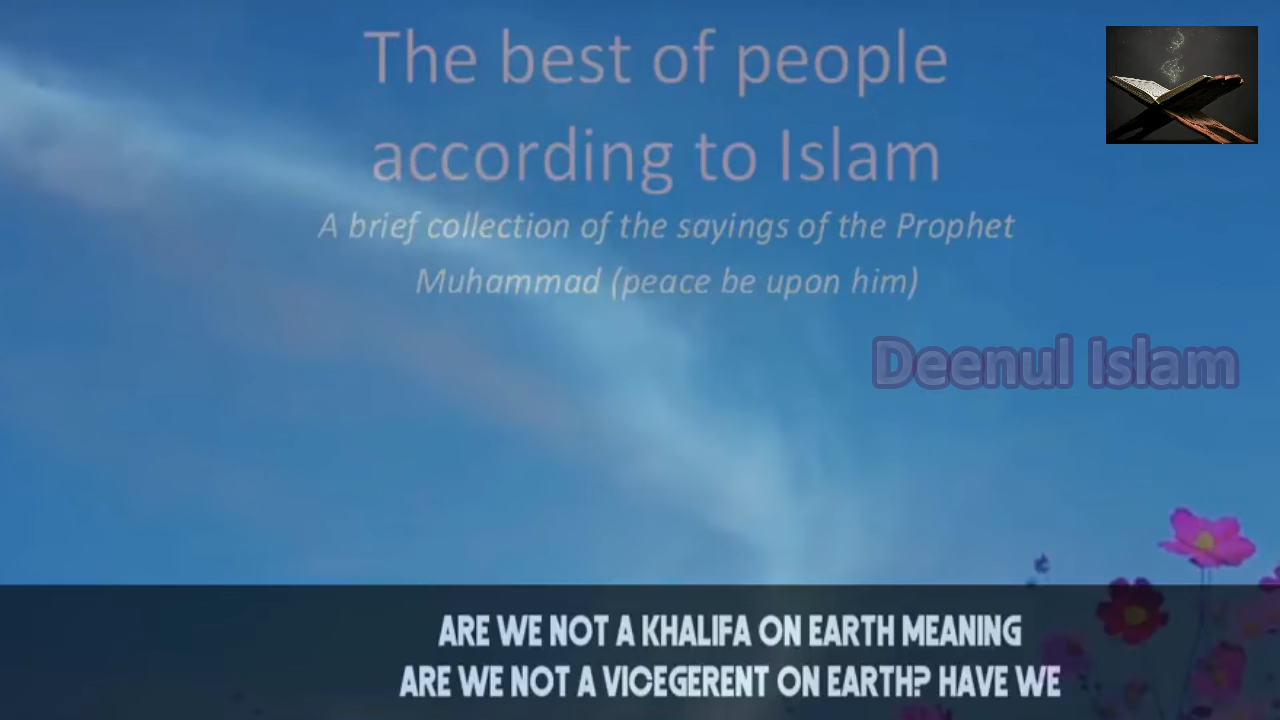 The best of people
according to Islam
A brief collection of the sayings of the Prophet
Muhammad (peace be upon him)
Deenul Islam
ARE WE NOT A KHALIFA ON EARTH MEANING
ARE WE NOT A VICEGERENT ON EARTH? HAVE WE